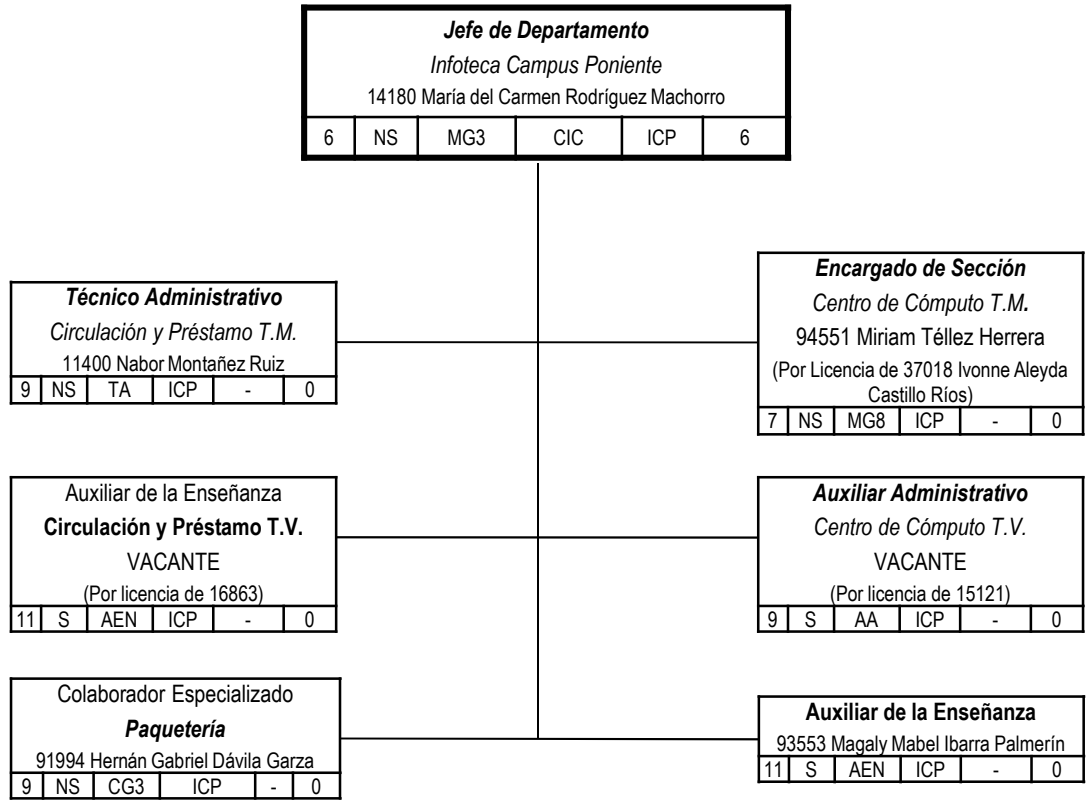 Jefe de Departamento
Infoteca Campus Poniente
14180 María del Carmen Rodríguez Machorro
6 NS MG3 CIC ICP 6
Técnico Administrativo
Circulación y Préstamo T.M.
11400 Nabor Montañez Ruiz
9 NS TA ICP - 0
Encargado de Sección
Centro de Cómputo T.M.
94551 Miriam Téllez Herrera
(Por Licencia de 37018 Ivonne Aleyda
Castillo Ríos)
7 NS MG8 ICP - 0
Auxiliar de la Enseñanza
Circulación y Préstamo T.V.
VACANTE
(Por licencia de 16863)
11 S AEN ICP - 0
Auxiliar Administrativo
Centro de Cómputo T.V.
VACANTE
(Por licencia de 15121)
9 S AA ICP - 0
Colaborador Especializado
Paquetería
91994 Hernán Gabriel Dávila Garza
9 NS CG3 ICP - 0
Auxiliar de la Enseñanza
93553 Magaly Mabel Ibarra Palmerín
11 S AEN ICP - 0